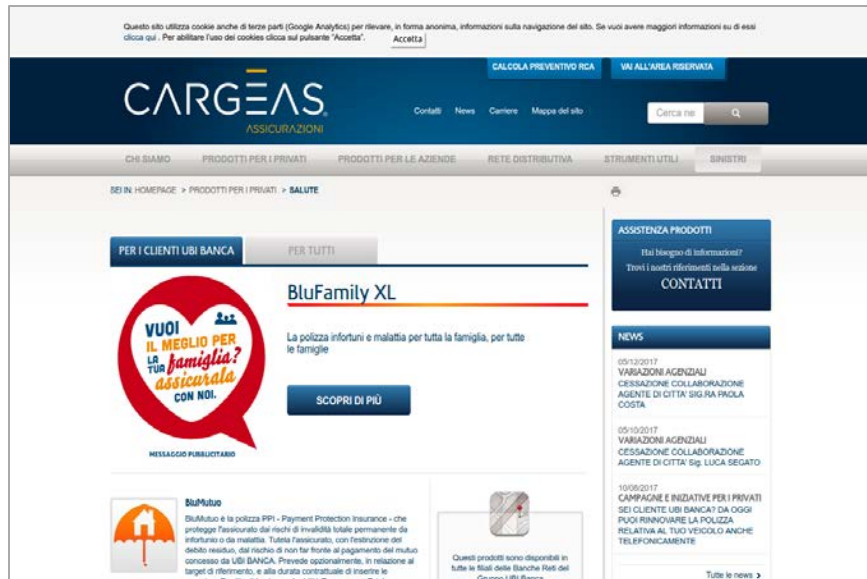 Questo sito utilizza cookie anche di terze parti (Google Analytics) per rilevare, in forma anonima, informazioni sulla navigazione del sito. Se vuoi avere maggiori informazioni su di essi
clicca qui . Per abilitare l'uso dei cookies clicca sul pulsante "Accetta".
Accetta
CALCOLA PREVENTIVO RCA
VAI ALL'AREA RISERVATA
CARGEAS
ASSICURAZIONI
Contatti News Carriere Mappa del sito
Cerca ne
CHI SIAMO PRODOTTI PER I PRIVATI PRODOTTI PER LE AZIENDE RETE DISTRIBUTIVA STRUMENTI UTILI SINISTRI
SEI IN: HOMEPAGE > PRODOTTI PER I PRIVATI > SALUTE
PER I CLIENTI UBI BANCA
PER TUTTI
VUOI
IL MEGLIO PER
LA TUA famiglia?
assicurala
CON NOI.
MESSAGGIO PUBBLICITARIO
BluFamily XL
La polizza infortuni e malattia per tutta la famiglia, per tutte
le famiglie
SCOPRI DI PIÙ
BluMutuo
BluMutuo è la polizza PPI - Payment Protection Insurance - che
protegge l'assicurato dai rischi di invalidità totale permanente da
infortunio o da malattia. Tutela l'assicurato, con l'estinzione del
debito residuo, dal rischio di non far fronte al pagamento del mutuo
concesso da UBI BANCA. Prevede opzionalmente, in relazione al
target di riferimento, e alla durata contrattuale di inserire le
Questi prodotti sono disponibili in
tutte le filiali delle Banche Reti del
Gruppo UBI Banca
ASSISTENZA PRODOTTI
Hai bisogno di informazioni?
Trovi i nostri riferimenti nella sezione
CONTATTI
NEWS
05/12/2017
VARIAZIONI AGENZIALI
CESSAZIONE COLLABORAZIONE
AGENTE DI CITTA' SIG.RA PAOLA
COSTA
05/10/2017
VARIAZIONI AGENZIALI
CESSAZIONE COLLABORAZIONE
AGENTE DI CITTA' Sig. LUCA SEGATO
10/08/2017
CAMPAGNE E INIZIATIVE PER I PRIVATI
SEI CLIENTE UBI BANCA? DA OGGI
PUOI RINNOVARE LA POLIZZA
RELATIVA AL TUO VEICOLO ANCHE
TELEFONICAMENTE
Tutte le news >